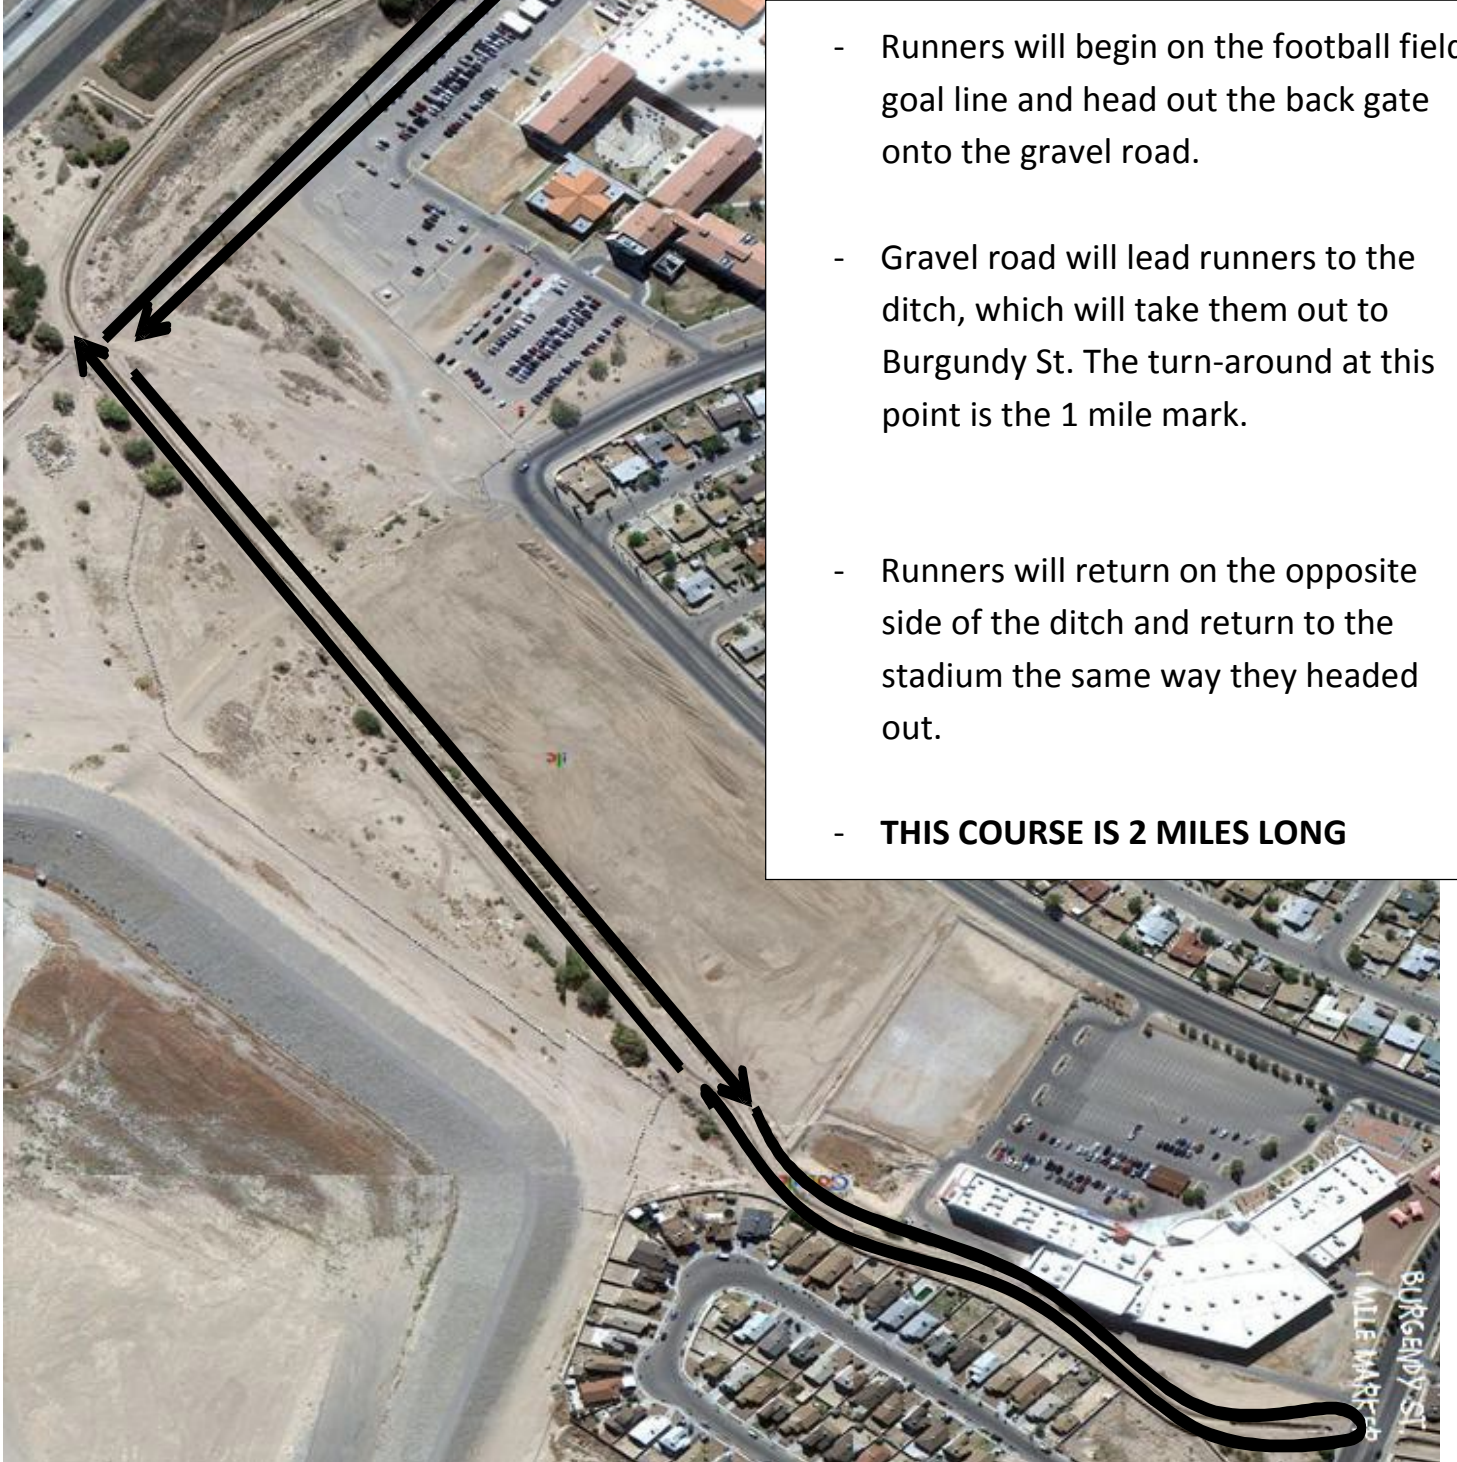 - Runners will begin on the football field
goal line and head out the back gate
onto the gravel road.
- Gravel road will lead runners to the
ditch, which will take them out to
Burgundy St. The turn-around at this
point is the 1 mile mark.
- Runners will return on the opposite
side of the ditch and return to the
stadium the same way they headed
out.
- THIS COURSE IS 2 MILES LONG
BURGENDY ST.
1 MILE MARKER